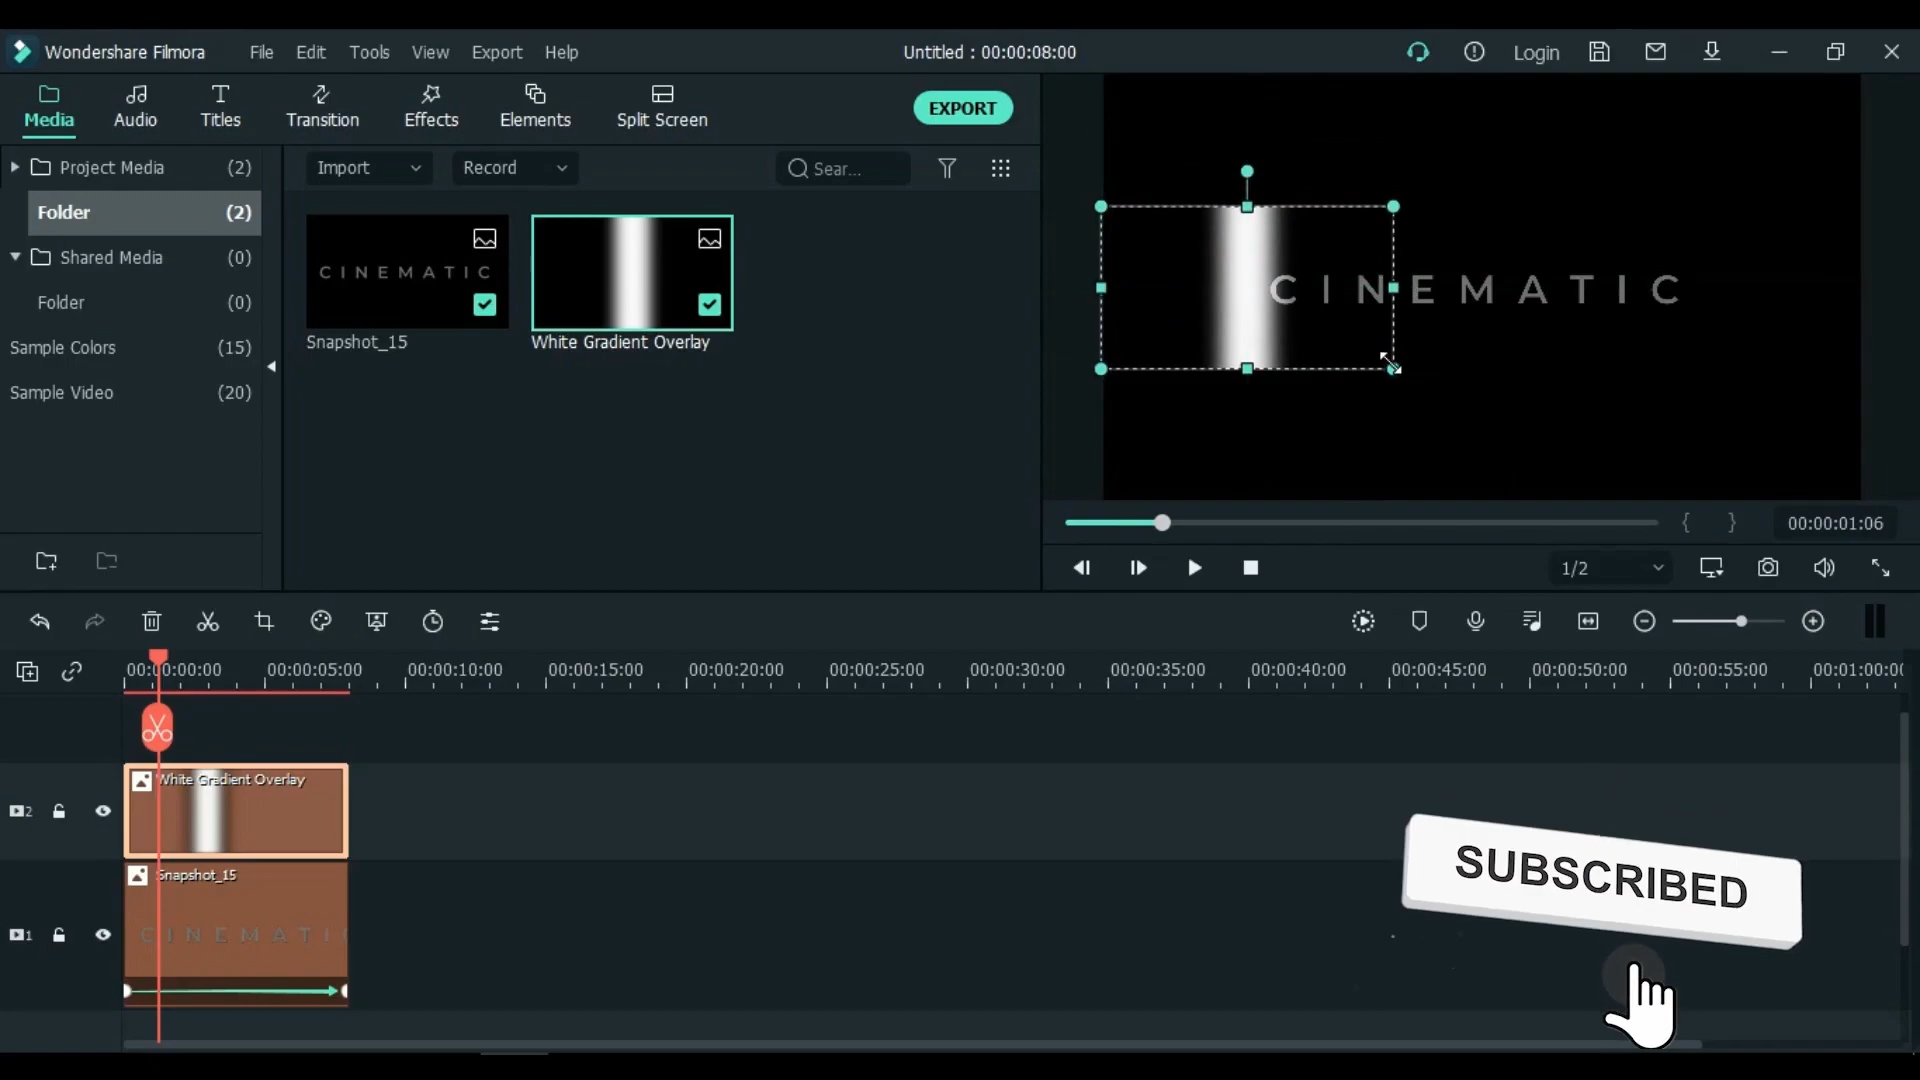 Wondershare Filmora File Edit Tools View Export Help Untitled : 00:00:08:00 Login
Media Audio Titles Transition Effects Elements Split Screen EXPORT
Project Media (2)
Folder (2)
Shared Media (0)
Folder (0)
Sample Colors (15)
Sample Video (20)
Import Record Sear...
CINEMATIC
Snapshot_15 White Gradient Overlay
CINEMATIC
{ } 00:00:01:06
1/2
00:00:00:00 00:00:05:00 00:00:10:00 00:00:15:00 00:00:20:00 00:00:25:00 00:00:30:00 00:00:35:00 00:00:40:00 00:00:45:00 00:00:50:00 00:00:55:00 00:01:00:0
White Gradient Overlay
2
Snapshot_15
CINEMATI
1
SUBSCRIBED